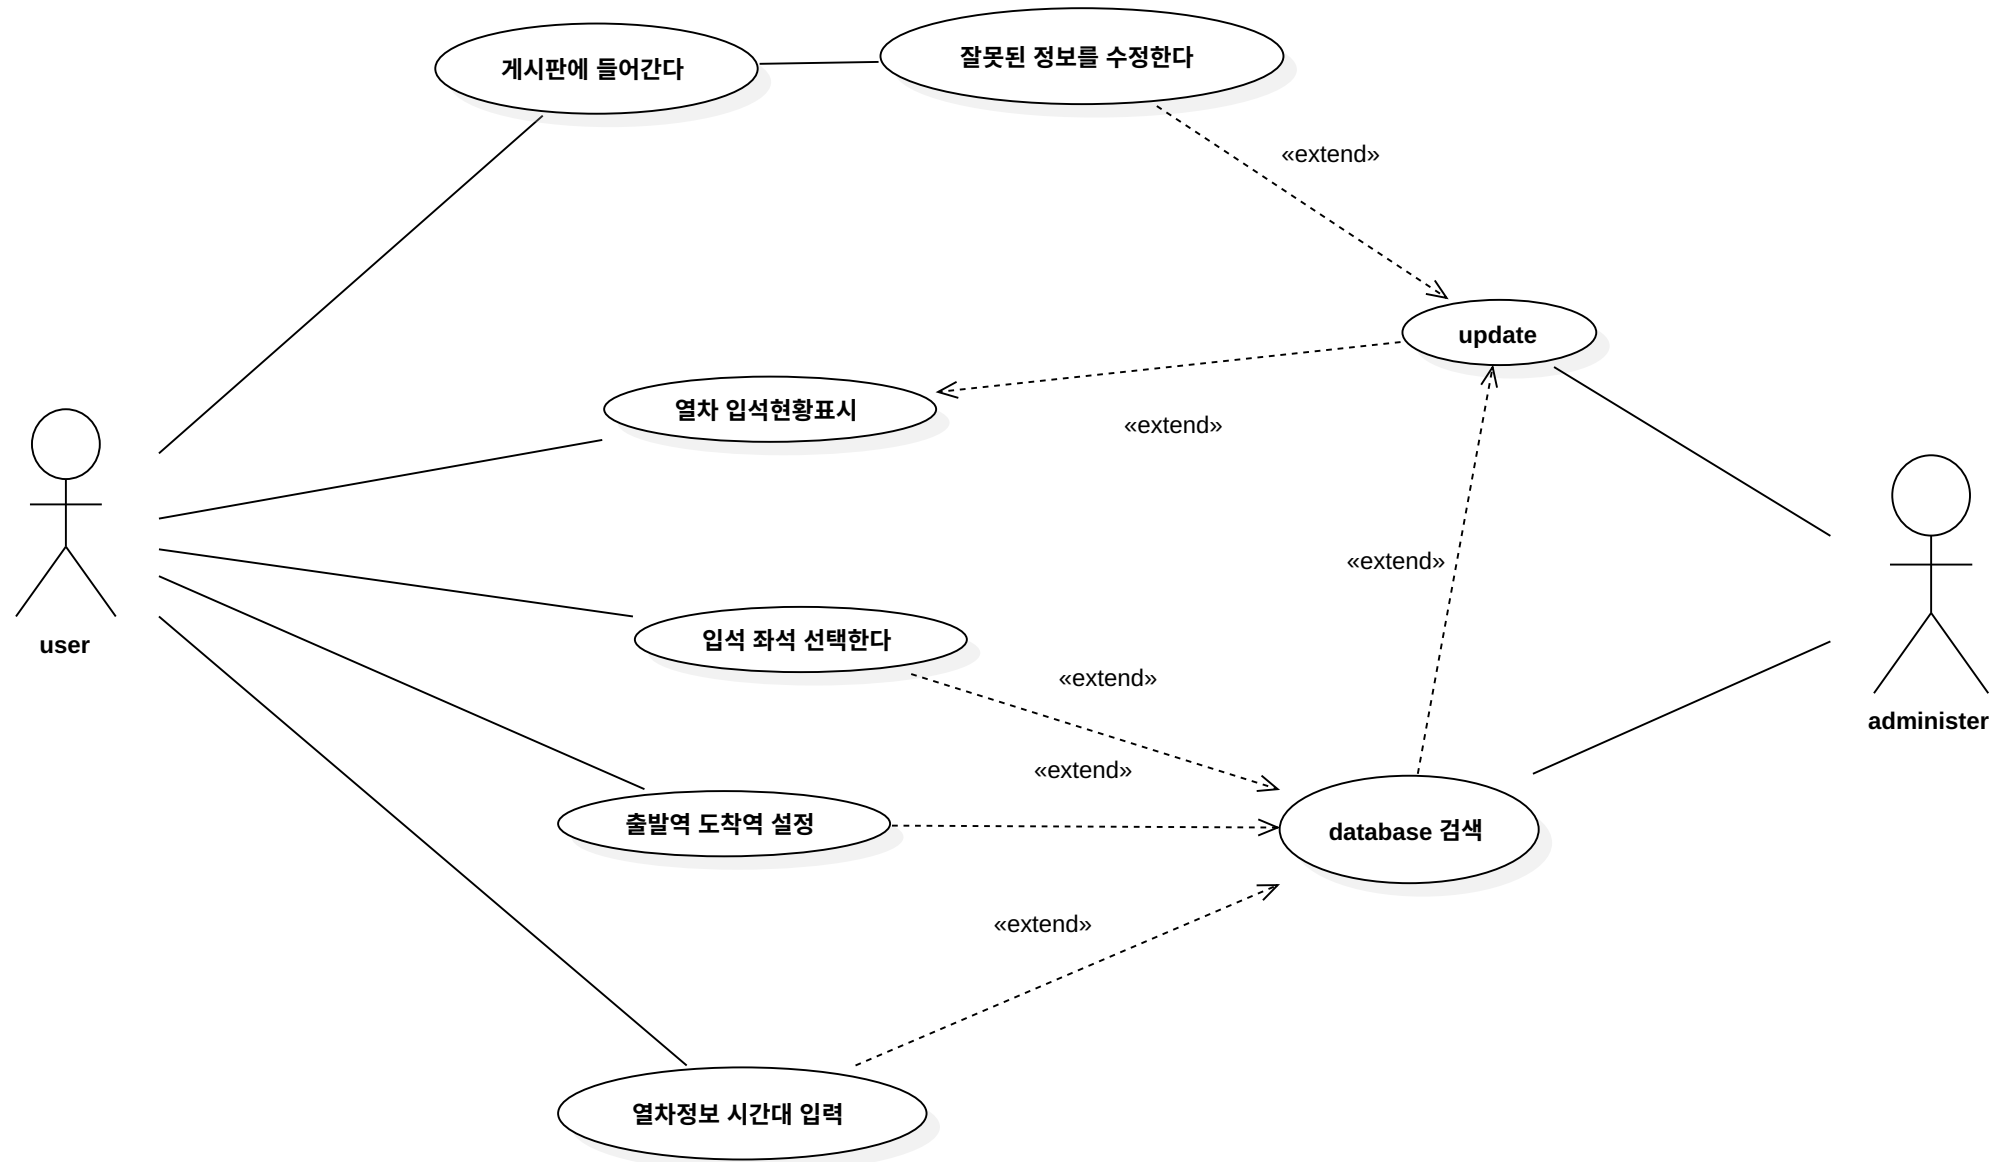 게시판에 들어간다
잘못된 정보를 수정한다
«extend»
update
열차 입석현황표시
«extend»
«extend»
user
입석 좌석 선택한다
«extend»
administer
«extend»
출발역 도착역 설정
database 검색
«extend»
열차정보 시간대 입력